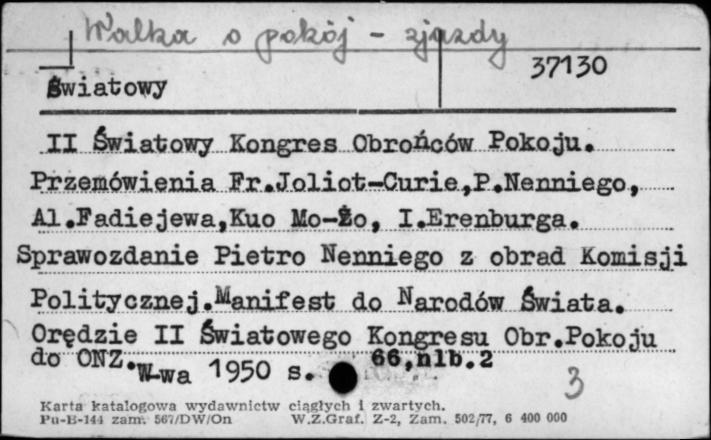 Walka o pokój - zjazdy
37130
Światowy
II Światowy Kongres Obrońców Pokoju.
Przemówienia Fr.Joliot-Curie,P.Nenniego,
Al.Fadiejewa,Kuo Mo-Żo, I.Erenburga.
Sprawozdanie Pietro Nenniego z obrad Komisji
Politycznej.Manifest do Narodów Świata.
Orędzie II Światowego Kongresu Obr.Pokoju
do ONZ.W-wa 1950 s. 66,nlb.2
3
Karta katalogowa wydawnictw ciągłych i zwartych.
Pu-B-144 zam. 567/DW/On W.Z.Graf. Z-2, Zam. 502/77, 6 400 000